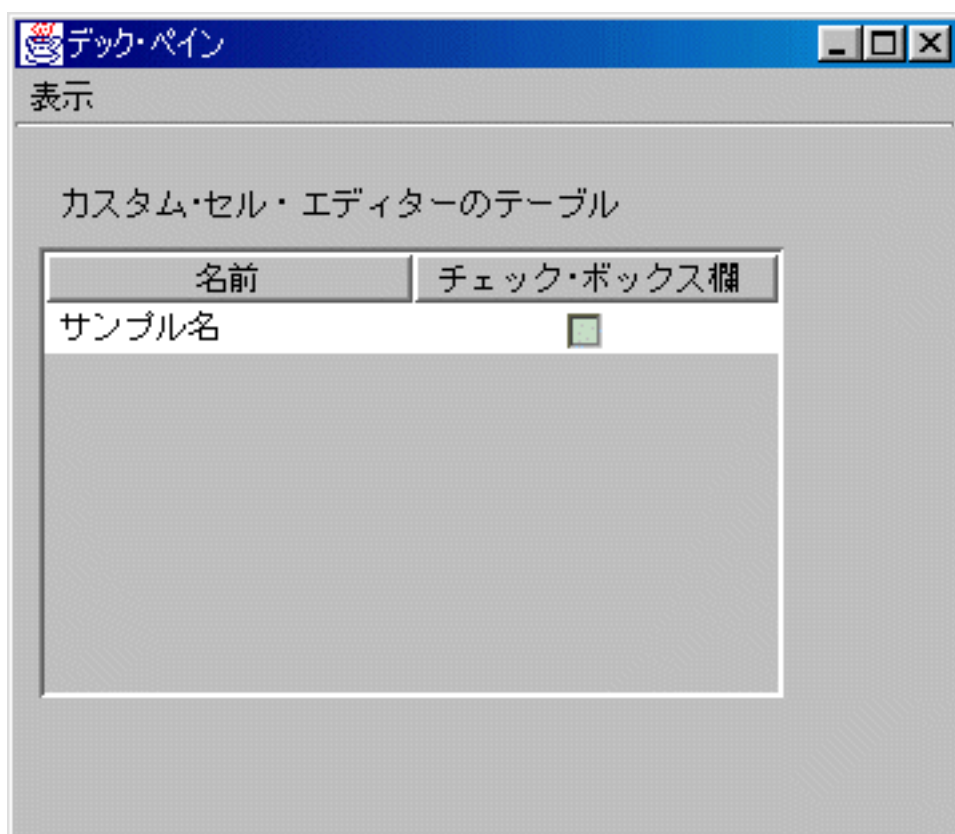 デック・ペイン
表示
カスタム・セル・エディターのテーブル
名前 チェック・ボックス欄
サンプル名